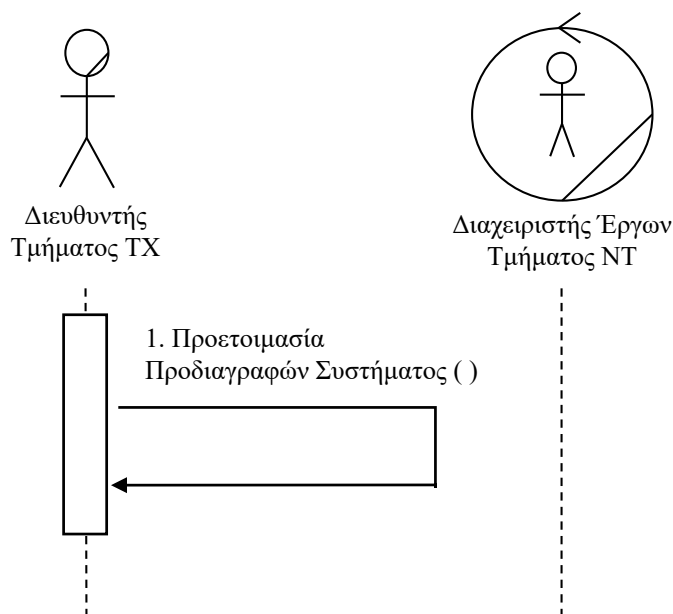 Διευθυντής
Τμήματος ΤΧ
Διαχειριστής Έργων
Τμήματος ΝΤ
1. Προετοιμασία
Προδιαγραφών Συστήματος ( )